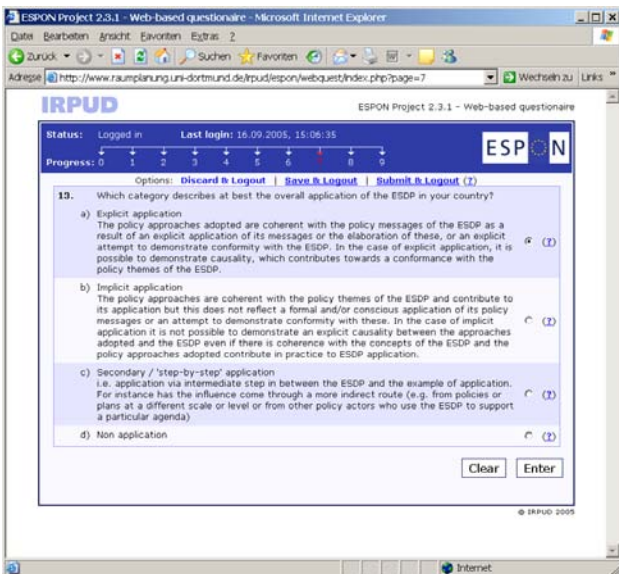 ESPON Project 2.3.1 - Web-based questionaire - Microsoft Internet Explorer
Datei Bearbeiten Ansicht Favoriten Extras ?
Zurück Suchen Favoriten
Adresse http://www.raumplanung.uni-dortmund.de/irpud/espon/webquest/index.php?page=7 Wechseln zu Links »
IRPUD ESPON Project 2.3.1 - Web-based questionaire
Status: Logged in Last login: 16.09.2005, 15:06:35
ESPON
Progress: 0 1 2 3 4 5 6 7 8 9
Options: Discard & Logout | Save & Logout | Submit & Logout (?)
13. Which category describes at best the overall application of the ESDP in your country?
a) Explicit application
The policy approaches adopted are coherent with the policy messages of the ESDP as a
result of an explicit application of its messages or the elaboration of these, or an explicit
attempt to demonstrate conformity with the ESDP. In the case of explicit application, it is (?)
possible to demonstrate causality, which contributes towards a conformance with the
policy themes of the ESDP.
b) Implicit application
The policy approaches are coherent with the policy themes of the ESDP and contribute to
its application but this does not reflect a formal and/or conscious application of its policy
messages or an attempt to demonstrate conformity with these. In the case of implicit (?)
application it is not possible to demonstrate an explicit causality between the approaches
adopted and the ESDP even if there is coherence with the concepts of the ESDP and the
policy approaches adopted contribute in practice to ESDP application.
c) Secondary / 'step-by-step' application
i.e. application via intermediate step in between the ESDP and the example of application.
For instance has the influence come through a more indirect route (e.g. from policies or (?)
plans at a different scale or level or from other policy actors who use the ESDP to support
a particular agenda)
d) Non application (?)
Clear Enter
© IRPUD 2005
Internet